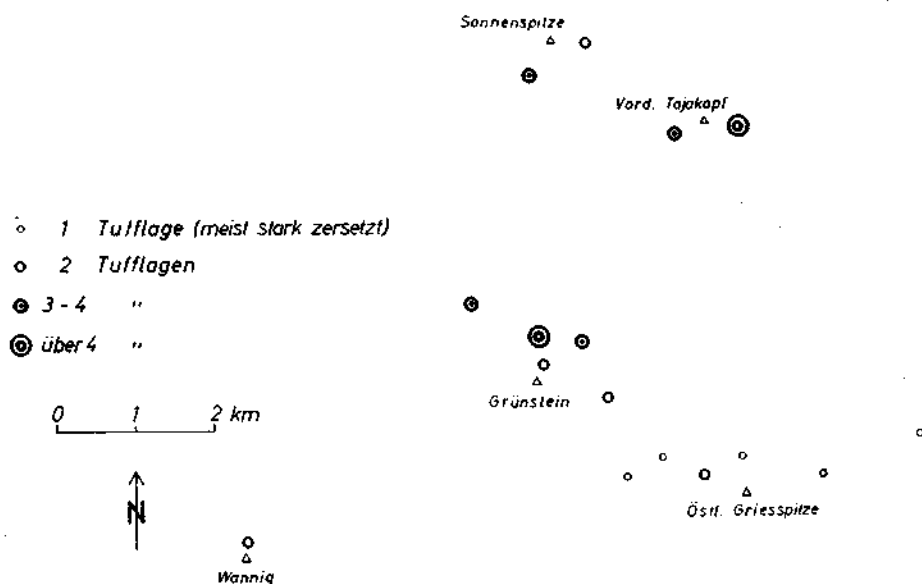 Sonnenspitze
Vord. Tajakopf
1 Tufflage (meist stark zersetzt)
2 Tufflagen
3-4 "
über 4 "
Grünstein
0 1 2 km
N
Östl. Griesspitze
Wannig